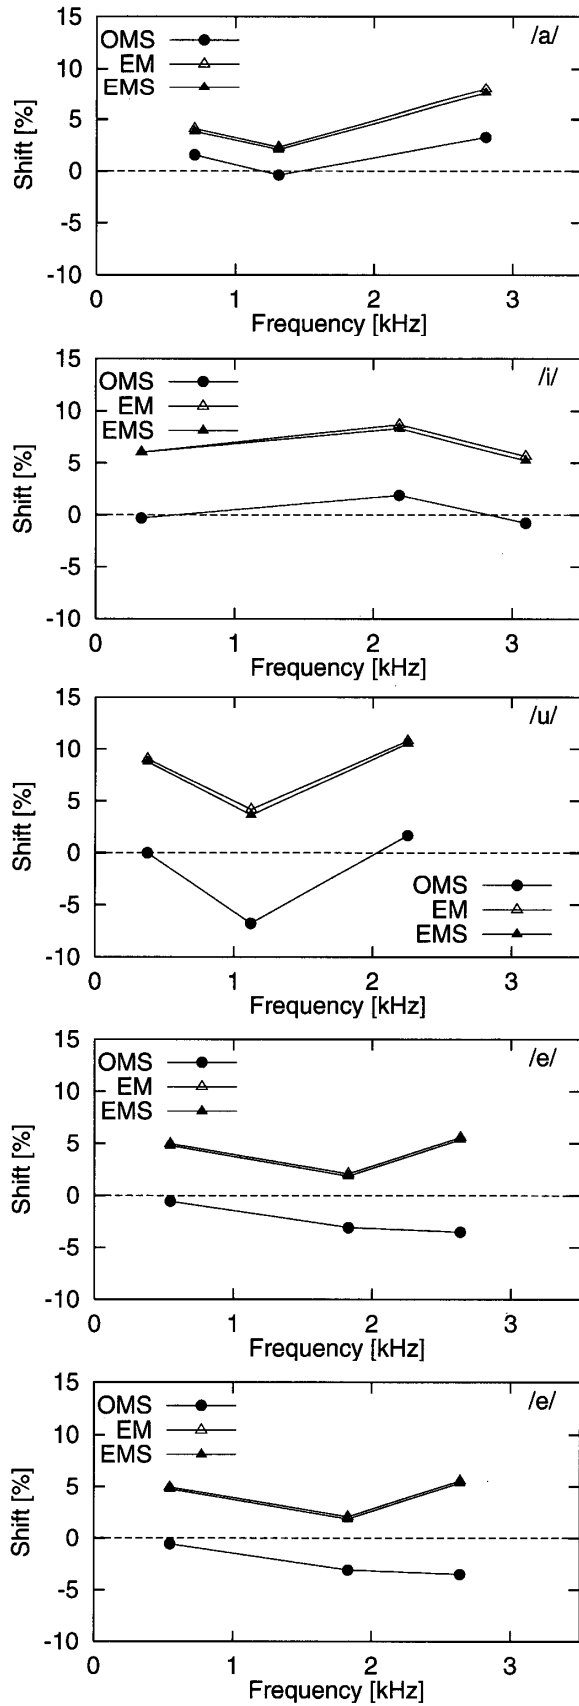 15
/a/
OMS
10
EM
EMS
5
0
-5
-10
Shift [%]
0 1 2 3
Frequency [kHz]
15
/i/
OMS
10
EM
EMS
5
0
-5
-10
Shift [%]
0 1 2 3
Frequency [kHz]
15
/u/
10
5
0
OMS
-5
EM
EMS
-10
Shift [%]
0 1 2 3
Frequency [kHz]
15
/e/
OMS
10
EM
EMS
5
0
-5
-10
Shift [%]
0 1 2 3
Frequency [kHz]
15
/e/
OMS
10
EM
EMS
5
0
-5
-10
Shift [%]
0 1 2 3
Frequency [kHz]